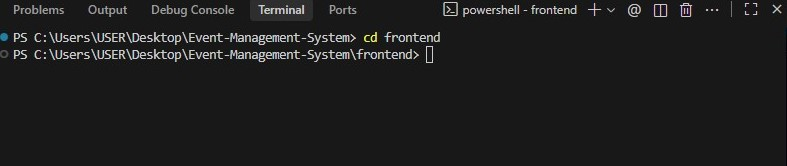 Problems Output Debug Console Terminal Ports powershell - frontend
PS C:\Users\USER\Desktop\Event-Management-System> cd frontend
PS C:\Users\USER\Desktop\Event-Management-System\frontend>